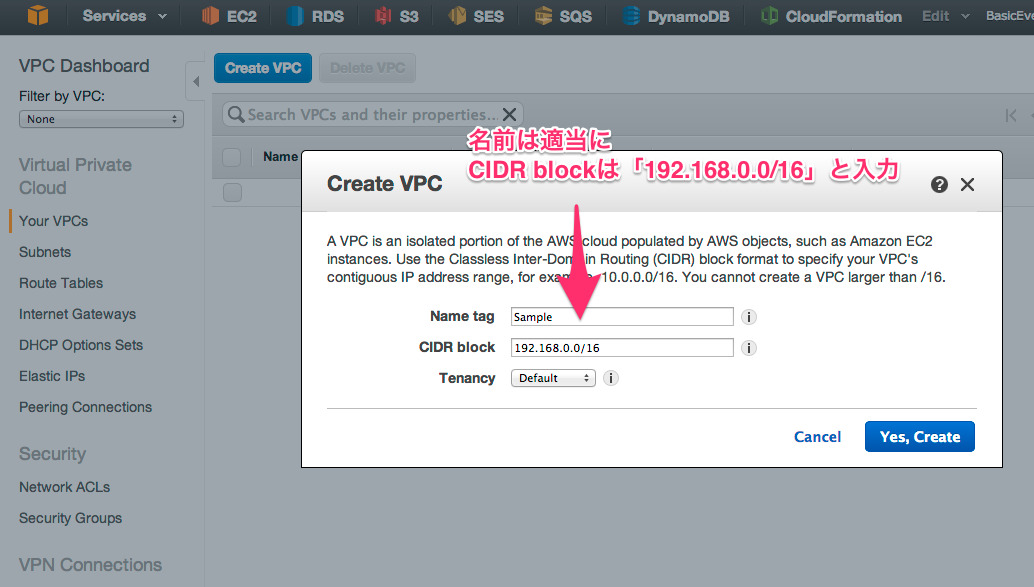 Services EC2 RDS S3 SES SQS DynamoDB CloudFormation Edit BasicEve
VPC Dashboard
Filter by VPC:
None
Virtual Private
Cloud
Your VPCs
Subnets
Route Tables
Internet Gateways
DHCP Options Sets
Elastic IPs
Peering Connections
Security
Network ACLs
Security Groups
VPN Connections
Create VPC Delete VPC
Search VPCs and their properties...
Name
名前は適当に
CIDR blockは「192.168.0.0/16」と入力
Create VPC
A VPC is an isolated portion of the AWS cloud populated by AWS objects, such as Amazon EC2
instances. Use the Classless Inter-Domain Routing (CIDR) block format to specify your VPC's
contiguous IP address range, for example, 10.0.0.0/16. You cannot create a VPC larger than /16.
Name tag Sample
CIDR block 192.168.0.0/16
Tenancy Default
Cancel Yes, Create